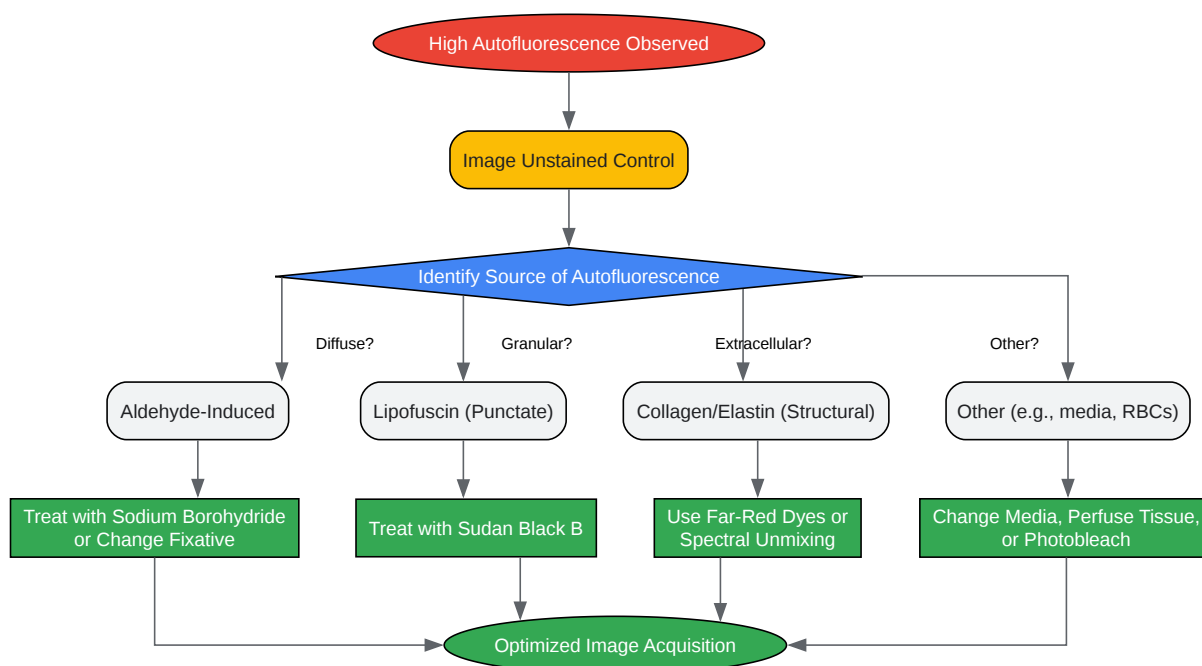 High Autofluorescence Observed
Image Unstained Control
Identify Source of Autofluorescence
Diffuse?
Granular?
Extracellular?
Other?
Aldehyde-Induced
Lipofuscin (Punctate)
Collagen/Elastin (Structural)
Other (e.g., media, RBCs)
Treat with Sodium Borohydride
or Change Fixative
Treat with Sudan Black B
Use Far-Red Dyes or
Spectral Unmixing
Change Media, Perfuse Tissue,
or Photobleach
Optimized Image Acquisition